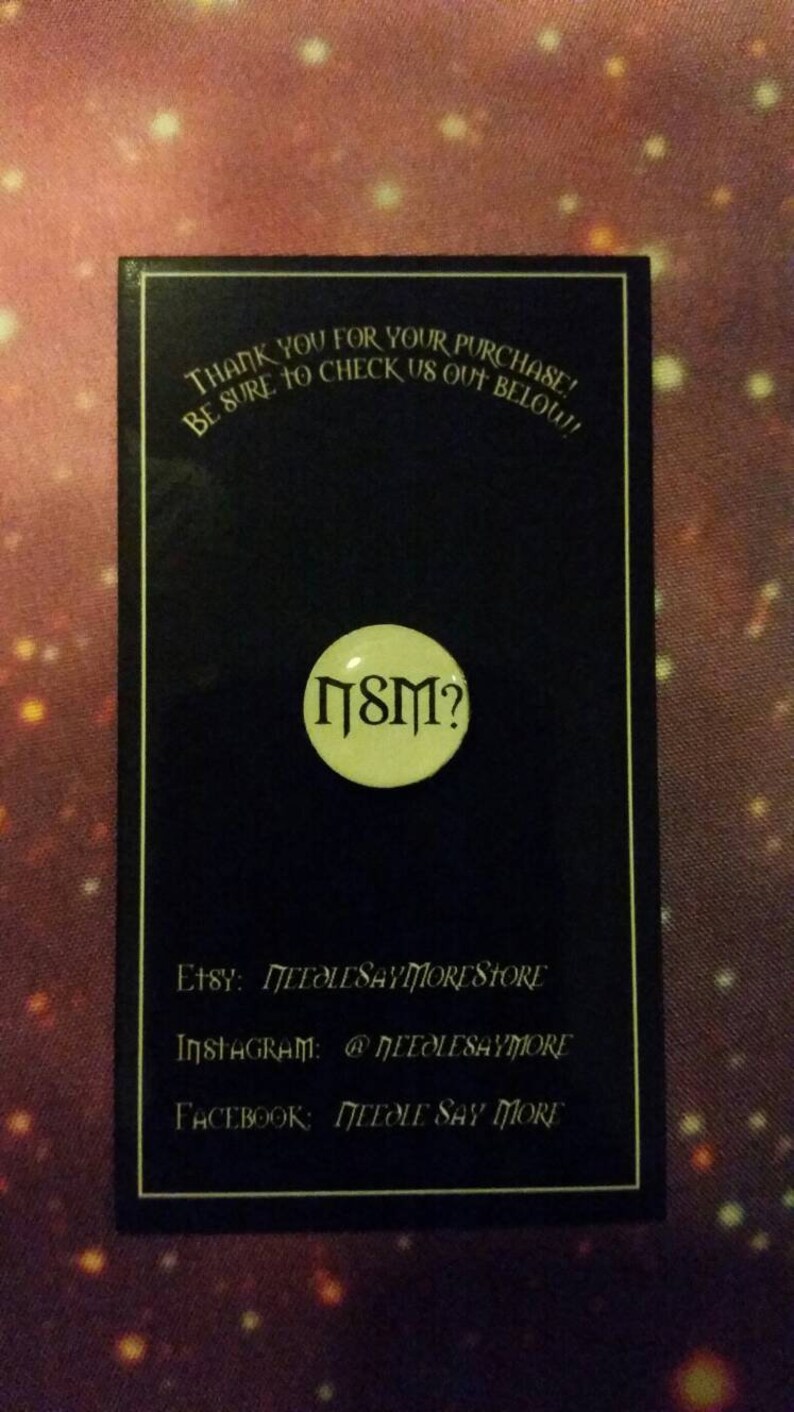 Thank you for your purchase!
Be sure to check us out below!
NSM?
Etsy: NeedleSayMoreStore
Instagram: @needlesaymore
Facebook: Needle Say More